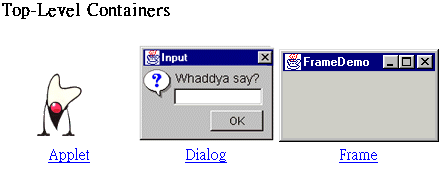 Top-Level Containers
Input
Whaddya say?
OK
FrameDemo
Applet
Dialog
Frame